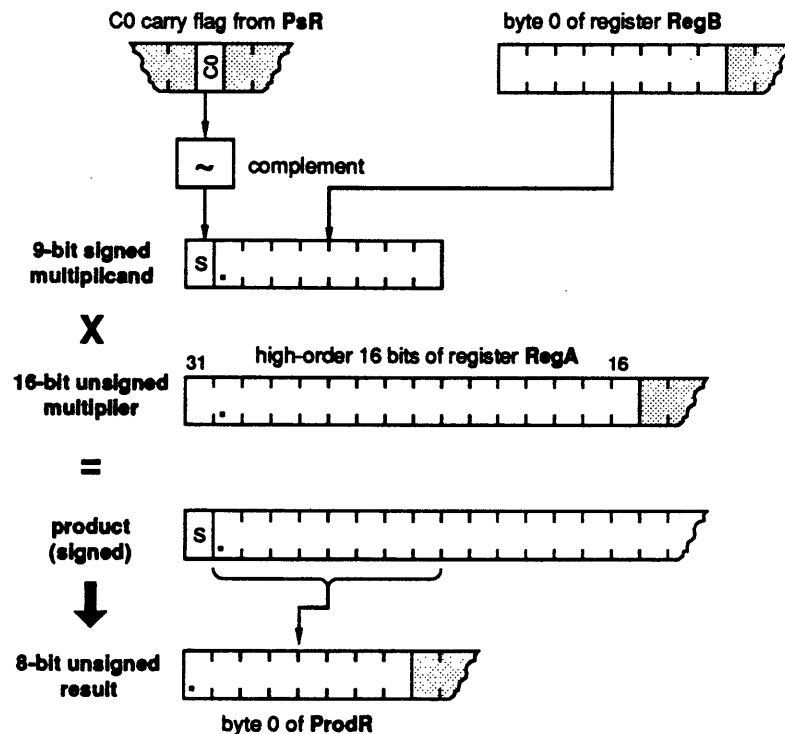 C0 carry flag from PsR
byte 0 of register RegB
C0
~
complement
9-bit signed
multiplicand
S
X
31
high-order 16 bits of register RegA
16
16-bit unsigned
multiplier
=
product
(signed)
S
8-bit unsigned
result
byte 0 of ProdR